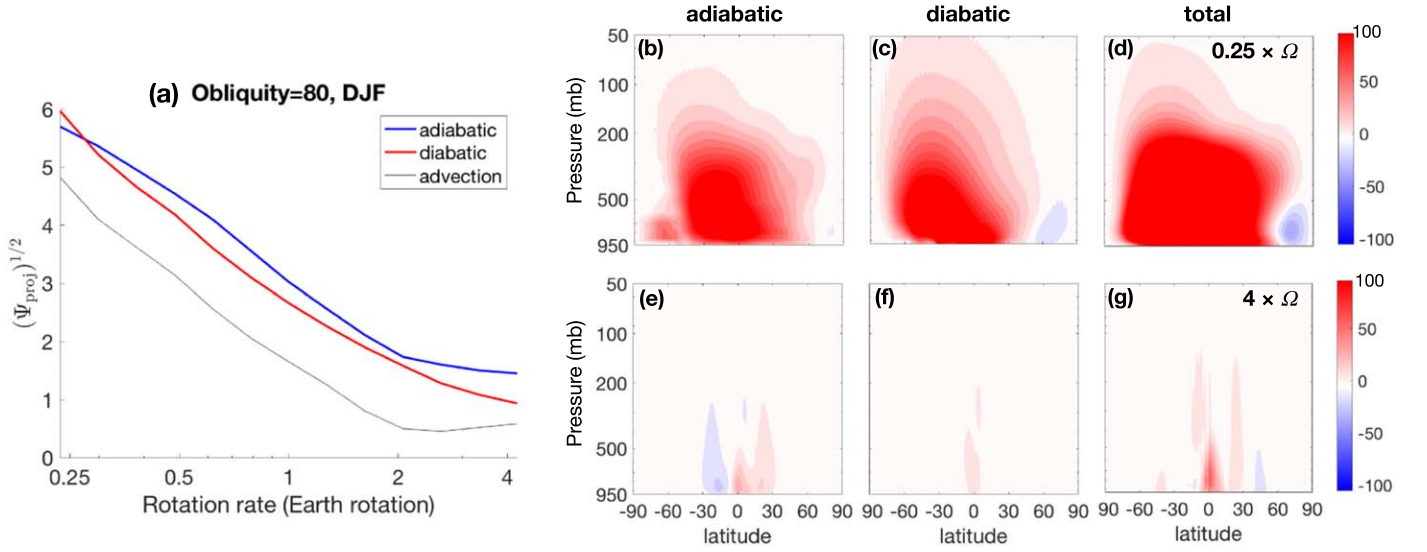 adiabatic diabatic total
(a) Obliquity=80, DJF
6
5
4
3
2
1
0
(Ψproj)^1/2
adiabatic
diabatic
advection
0.25 0.5 1 2 4
Rotation rate (Earth rotation)
(b) (c) (d) 0.25 × Ω
50
100
200
500
950
Pressure (mb)
100
50
0
-50
-100
(e) (f) (g) 4 × Ω
50
100
200
500
950
Pressure (mb)
-90 -60 -30 0 30 60 90
-90 -60 -30 0 30 60 90
-90 -60 -30 0 30 60 90
latitude latitude latitude
100
50
0
-50
-100